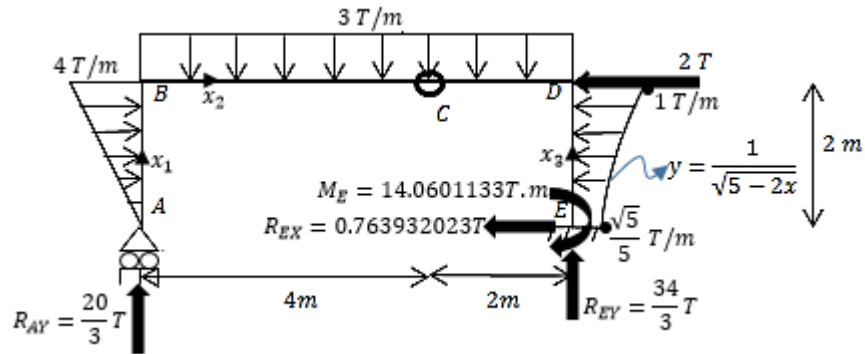 3 T/m
4 T/m
2 T
B
x₂
C
D
1 T/m
2 m
x₁
x₃
y = 1/√(5 − 2x)
M_E = 14.0601133T.m
A
R_EX = 0.763932023T
E
√5/5 T/m
4m
2m
R_AY = 20/3 T
R_EY = 34/3 T